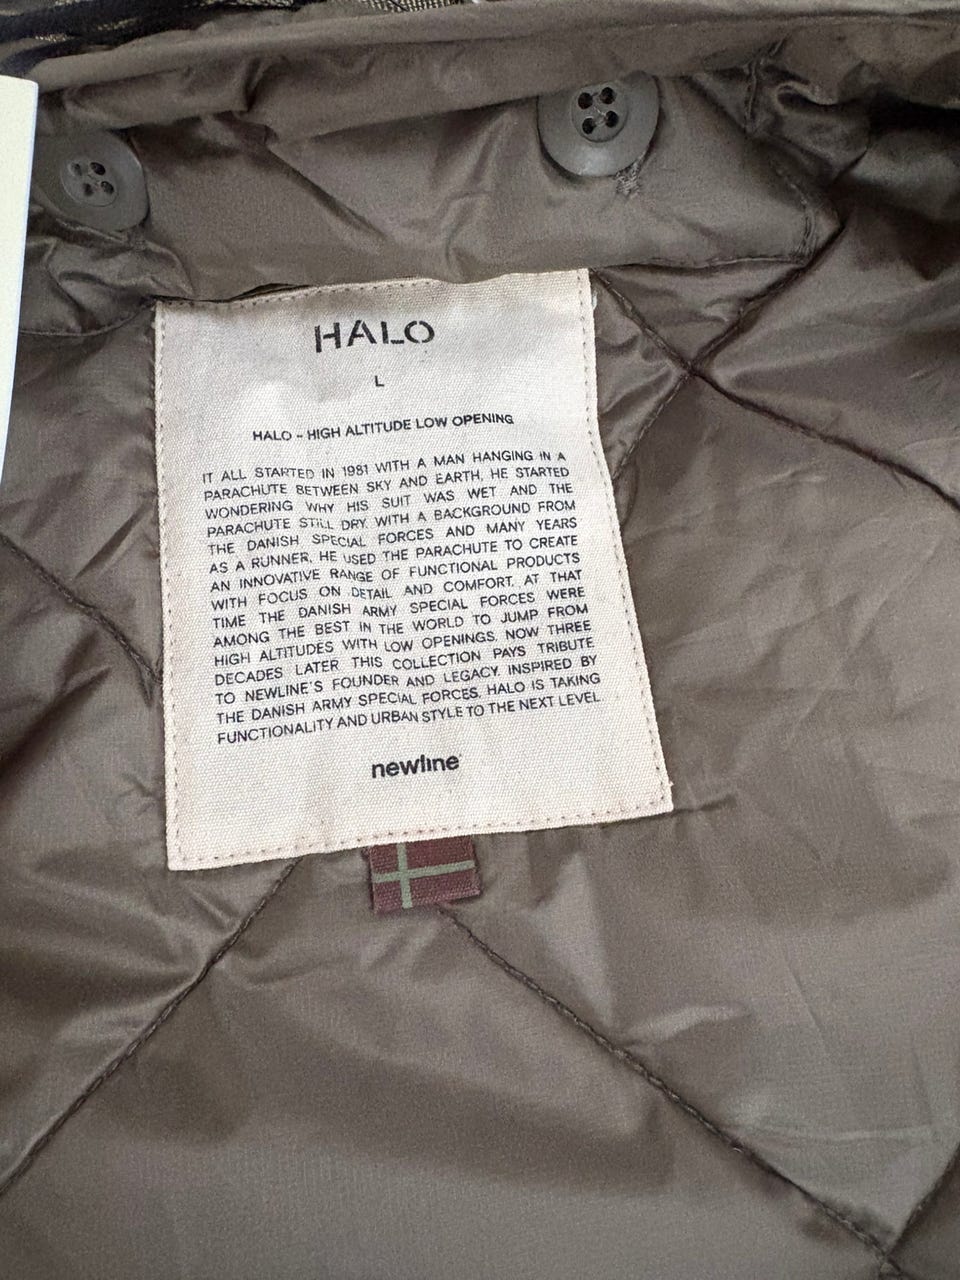 HALO
L
HALO - HIGH ALTITUDE LOW OPENING
IT ALL STARTED IN 1981 WITH A MAN HANGING IN A
PARACHUTE BETWEEN SKY AND EARTH, HE STARTED
WONDERING WHY HIS SUIT WAS WET AND THE
PARACHUTE STILL DRY. WITH A BACKGROUND FROM
THE DANISH SPECIAL FORCES AND MANY YEARS
AS A RUNNER, HE USED THE PARACHUTE TO CREATE
AN INNOVATIVE RANGE OF FUNCTIONAL PRODUCTS
WITH FOCUS ON DETAIL AND COMFORT. AT THAT
TIME THE DANISH ARMY SPECIAL FORCES WERE
AMONG THE BEST IN THE WORLD TO JUMP FROM
HIGH ALTITUDES WITH LOW OPENINGS. NOW THREE
DECADES LATER THIS COLLECTION PAYS TRIBUTE
TO NEWLINE'S FOUNDER AND LEGACY. INSPIRED BY
THE DANISH ARMY SPECIAL FORCES, HALO IS TAKING
FUNCTIONALITY AND URBAN STYLE TO THE NEXT LEVEL
newline